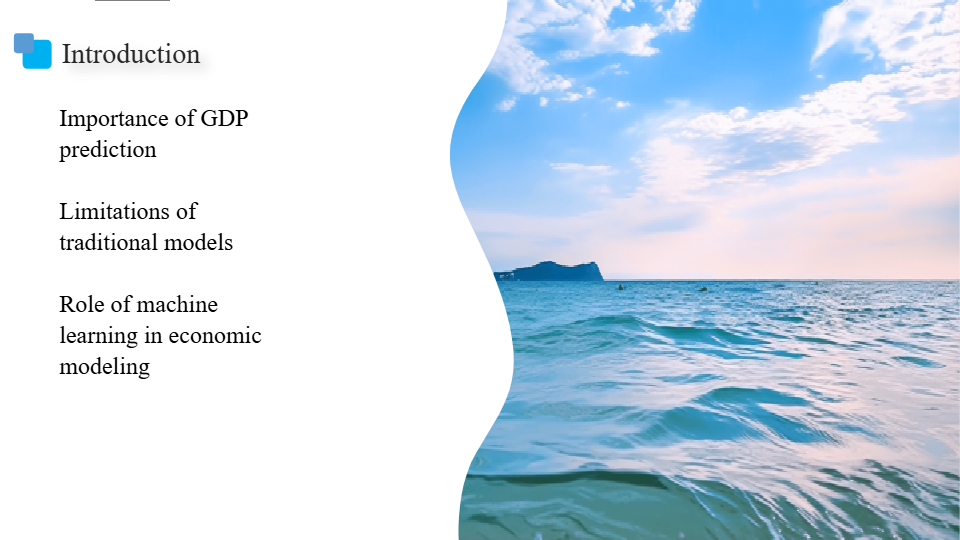 Introduction
Importance of GDP
prediction
Limitations of
traditional models
Role of machine
learning in economic
modeling